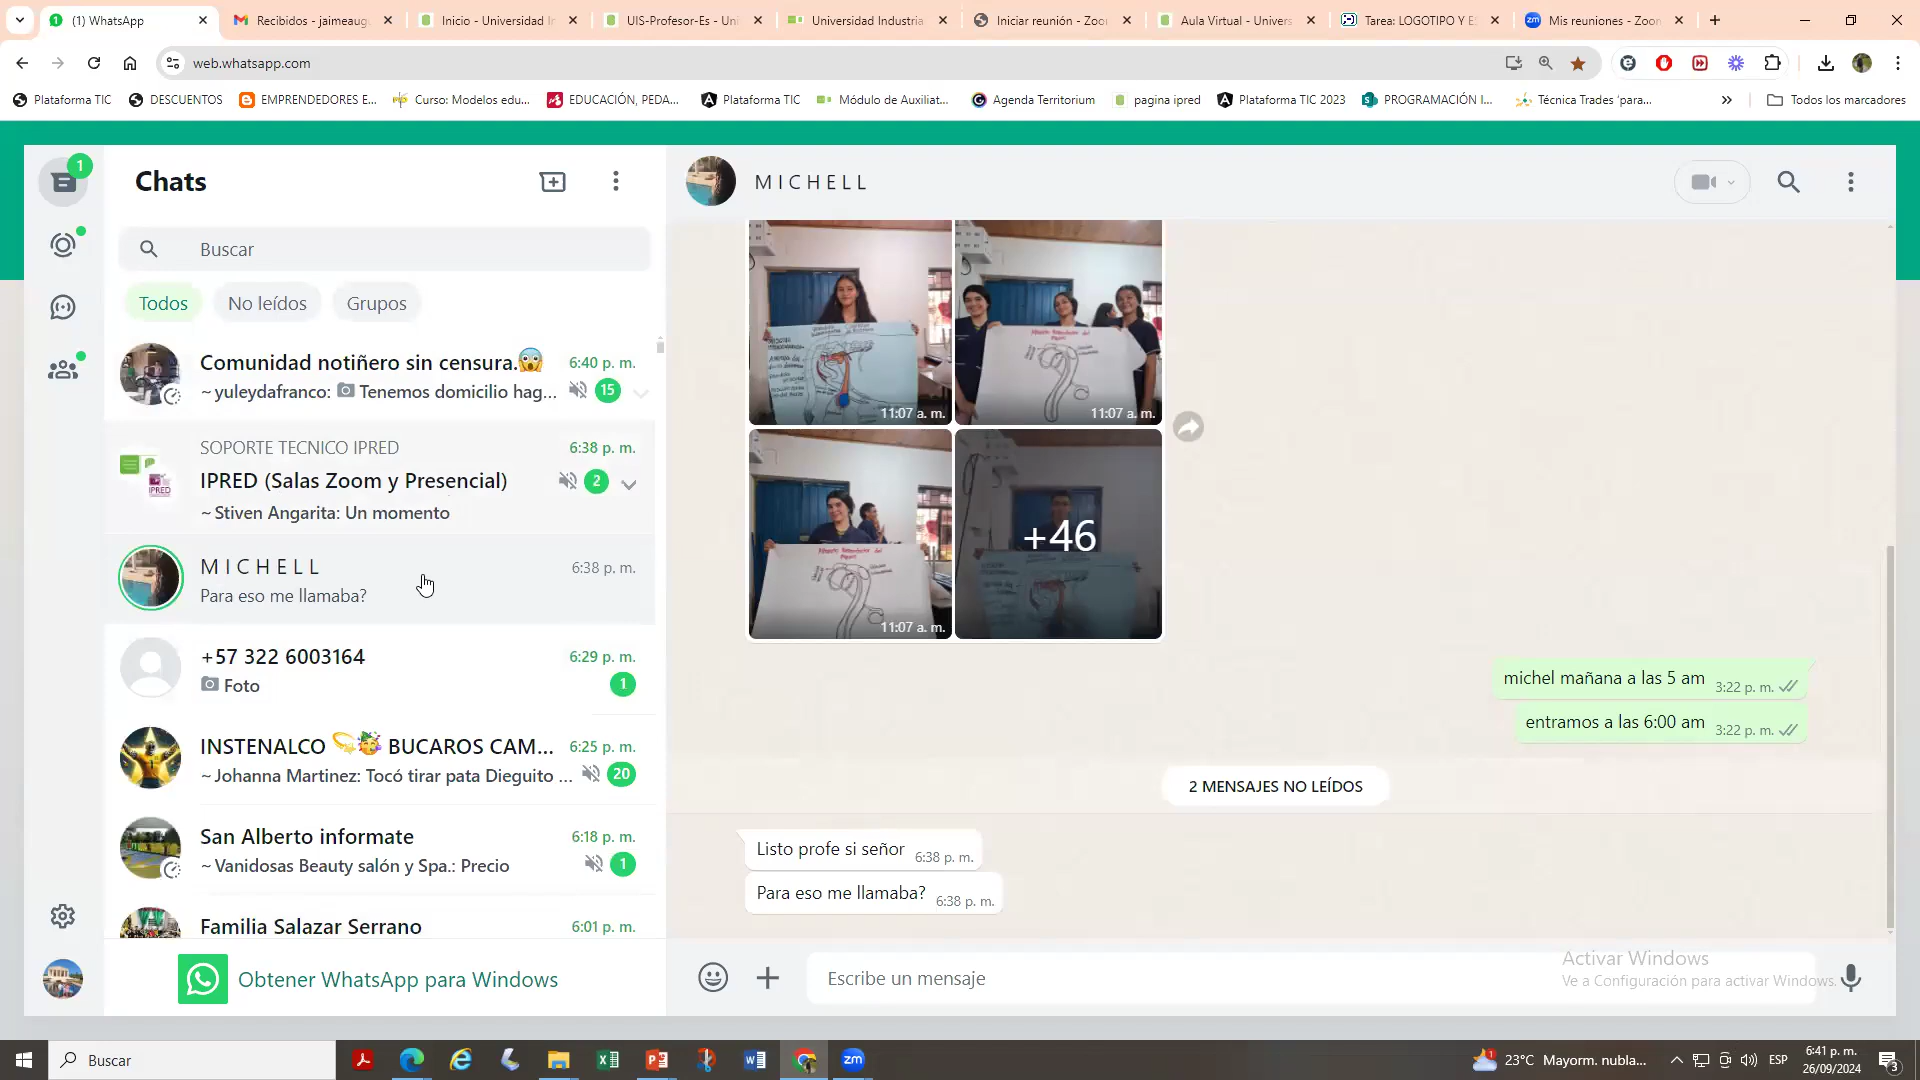 (1) WhatsApp
Recibidos - jaimeaug
Inicio - Universidad In
UIS-Profesor-Es - Uni
Universidad Industria
Iniciar reunión - Zoo
Aula Virtual - Univers
Tarea: LOGOTIPO Y ES
Mis reuniones - Zoon
web.whatsapp.com
Plataforma TIC
DESCUENTOS
EMPRENDEDORES E...
Curso: Modelos edu...
EDUCACIÓN, PEDA...
Plataforma TIC
Módulo de Auxiliat...
Agenda Territorium
pagina ipred
Plataforma TIC 2023
PROGRAMACIÓN I...
Técnica Trades 'para...
Todos los marcadores
1
Chats
Buscar
Todos
No leídos
Grupos
Comunidad notiñero sin censura.😱 6:40 p. m.
~ yuleydafranco: 📷 Tenemos domicilio hag... 15
SOPORTE TECNICO IPRED 6:38 p. m.
IPRED (Salas Zoom y Presencial) 2
~ Stiven Angarita: Un momento
M I C H E L L 6:38 p. m.
Para eso me llamaba?
+57 322 6003164 6:29 p. m.
Foto 1
INSTENALCO 💫🥳 BUCAROS CAM... 6:25 p. m.
~ Johanna Martinez: Tocó tirar pata Dieguito ... 20
San Alberto informate 6:18 p. m.
~ Vanidosas Beauty salón y Spa.: Precio 1
Familia Salazar Serrano 6:01 p. m.
Obtener WhatsApp para Windows
M I C H E L L
11:07 a. m.
11:07 a. m.
11:07 a. m.
+46
michel mañana a las 5 am 3:22 p. m.
entramos a las 6:00 am 3:22 p. m.
2 MENSAJES NO LEÍDOS
Listo profe si señor 6:38 p. m.
Para eso me llamaba? 6:38 p. m.
Escribe un mensaje
Activar Windows
Ve a Configuración para activar Windows.
Buscar
23°C Mayorm. nubla...
ESP
6:41 p. m.
26/09/2024
3